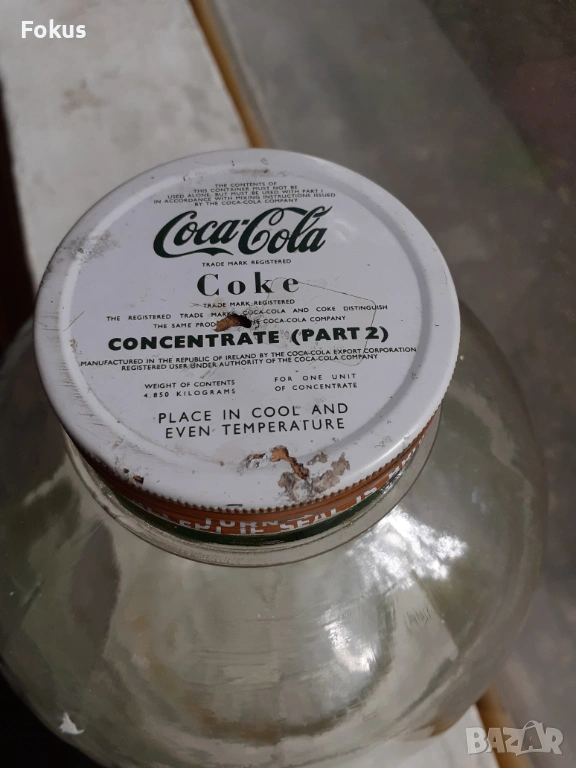 Fokus
THE CONTENTS OF
THIS CONTAINER MUST NOT BE
USED ALONE, BUT MUST BE USED WITH PART 1
IN ACCORDANCE WITH MIXING INSTRUCTIONS ISSUED
BY THE COCA-COLA COMPANY
Coca-Cola
TRADE MARK REGISTERED
Coke
TRADE MARK REGISTERED
THE REGISTERED TRADE MARKS COCA-COLA AND COKE DISTINGUISH
THE SAME PROD COCA-COLA COMPANY
CONCENTRATE (PART 2)
MANUFACTURED IN THE REPUBLIC OF IRELAND BY THE COCA-COLA EXPORT CORPORATION
REGISTERED USER UNDER AUTHORITY OF THE COCA-COLA COMPANY
WEIGHT OF CONTENTS
4.850 KILOGRAMS
FOR ONE UNIT
OF CONCENTRATE
PLACE IN COOL AND
EVEN TEMPERATURE
IF SEAL IS
BAZAR